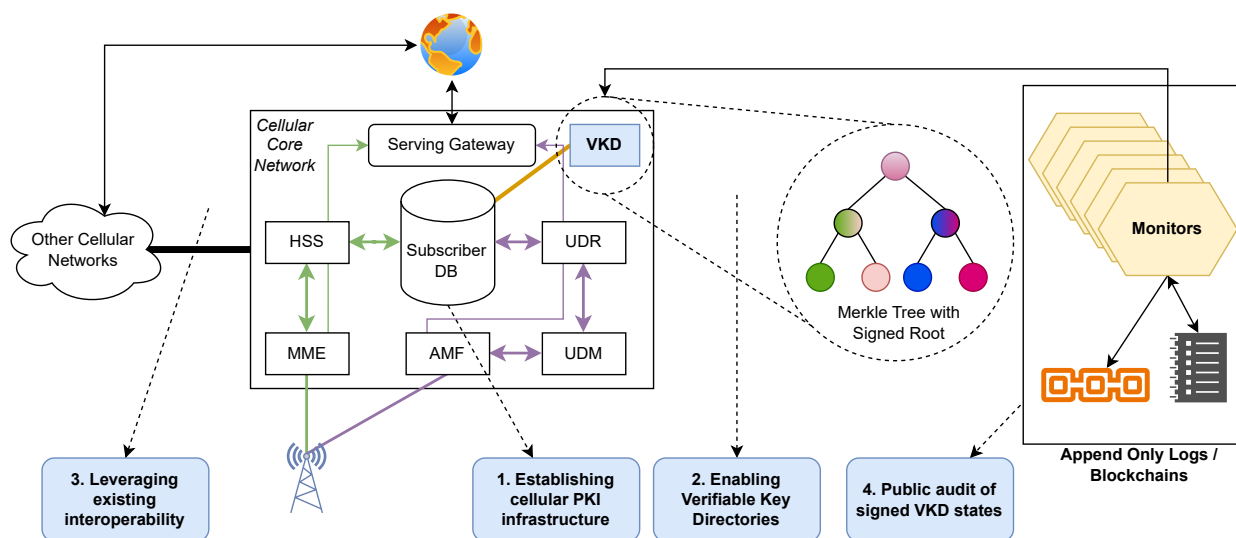 Cellular
Core
Network
Serving Gateway
VKD
Other Cellular
Networks
HSS
Subscriber
DB
UDR
MME
AMF
UDM
Merkle Tree with
Signed Root
Monitors
Append Only Logs /
Blockchains
3. Leveraging
existing
interoperability
1. Establishing
cellular PKI
infrastructure
2. Enabling
Verifiable Key
Directories
4. Public audit of
signed VKD states